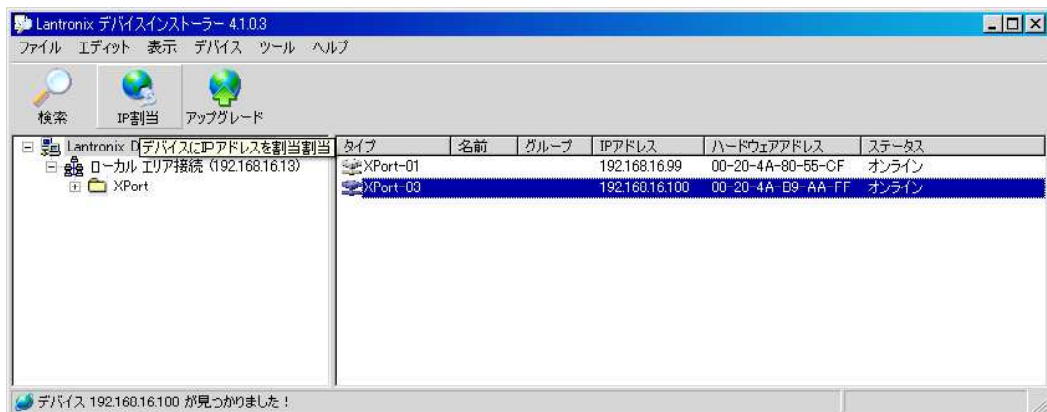 Lantronix デバイスインストーラー 4.1.0.3
ファイル エディット 表示 デバイス ツール ヘルプ
検索 IP割当 アップグレード
Lantronix D
デバイスにIPアドレスを割当割当
ローカル エリア接続 (192.168.16.13)
XPort
タイプ 名前 グループ IPアドレス ハードウェアアドレス ステータス
XPort-01 192.168.16.99 00-20-4A-80-55-CF オンライン
XPort-03 192.168.16.100 00-20-4A-B9-AA-FF オンライン
デバイス 192.168.16.100 が見つかりました！